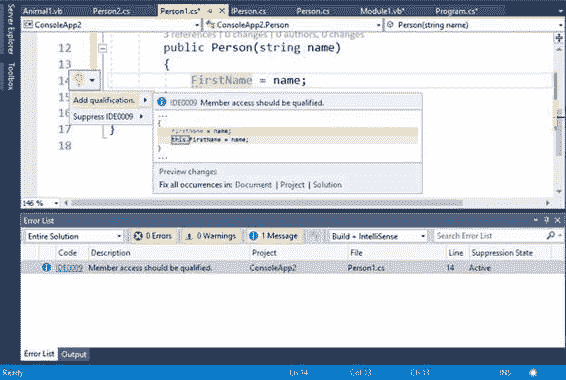 Server Explorer
Toolbox
Animal1.vb Person2.cs Person1.cs* IPerson.cs Person.cs Module1.vb* Program.cs*
ConsoleApp2 ConsoleApp2.Person Person(string name)
3 references | 0 changes | 0 authors, 0 changes
12 public Person(string name)
13 {
14 FirstName = name;
Add qualification.
Suppress IDE0009
IDE0009 Member access should be qualified.
...
{
FirstName = name;
this.FirstName = name;
}
...
Preview changes
Fix all occurrences in: Document | Project | Solution
17 }
18
146 %
Error List
Entire Solution 0 Errors 0 Warnings 1 Message Build + IntelliSense Search Error List
Code Description Project File Line Suppression State
IDE0009 Member access should be qualified. ConsoleApp2 Person1.cs 14 Active
Error List Output
Ready Ln 14 Col 13 Ch 13 INS